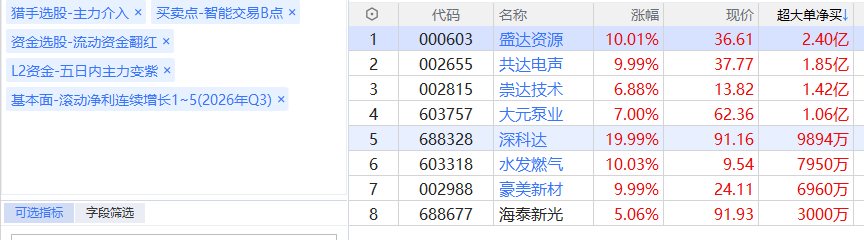 猎手选股-主力介入 × 买卖点-智能交易B点 ×
资金选股-流动资金翻红 ×
L2资金-五日内主力变紫 ×
基本面-滚动净利连续增长1~5(2026年Q3) ×
可选指标 字段筛选
代码 名称 涨幅 现价 超大单净买↓
1 000603 盛达资源 10.01% 36.61 2.40亿
2 002655 共达电声 9.99% 37.77 1.85亿
3 002815 崇达技术 6.88% 13.82 1.42亿
4 603757 大元泵业 7.00% 62.36 1.06亿
5 688328 深科达 19.99% 91.16 9894万
6 603318 水发燃气 10.03% 9.54 7950万
7 002988 豪美新材 9.99% 24.11 6960万
8 688677 海泰新光 5.06% 91.93 3000万